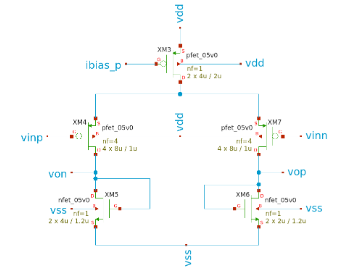 vdd
XM3
pfet_05v0
ibias_p
vdd
nf=1
2 x 4u / 2u
XM4
pfet_05v0
vdd
pfet_05v0
XM7
vinp
vinn
nf=4
4 x 8u / 1u
nf=4
4 x 8u / 1u
von
vop
nfet_05v0
XM5
XM6
nfet_05v0
vss
vss
nf=1
2 x 4u / 1.2u
nf=1
2 x 2u / 1.2u
vss